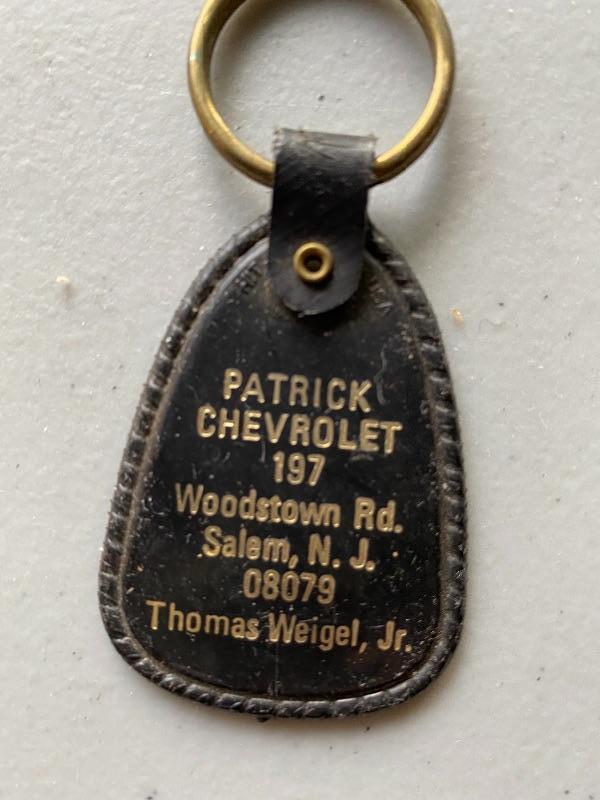 PATRICK
CHEVROLET
197
Woodstown Rd.
Salem, N. J.
08079
Thomas Weigel, Jr.